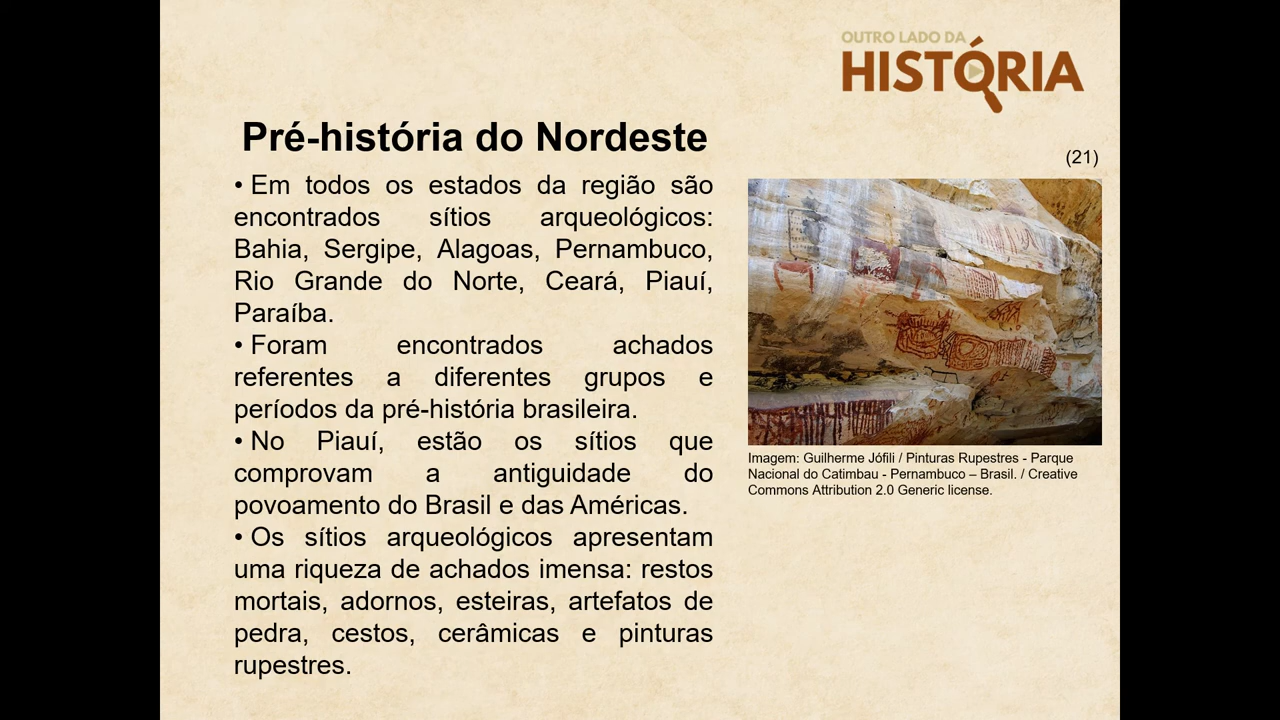 OUTRO LADO DA
HISTÓRIA
Pré-história do Nordeste
(21)
• Em todos os estados da região são
encontrados sítios arqueológicos:
Bahia, Sergipe, Alagoas, Pernambuco,
Rio Grande do Norte, Ceará, Piauí,
Paraíba.
• Foram encontrados achados
referentes a diferentes grupos e
períodos da pré-história brasileira.
• No Piauí, estão os sítios que
comprovam a antiguidade do
povoamento do Brasil e das Américas.
• Os sítios arqueológicos apresentam
uma riqueza de achados imensa: restos
mortais, adornos, esteiras, artefatos de
pedra, cestos, cerâmicas e pinturas
rupestres.
Imagem: Guilherme Jófili / Pinturas Rupestres - Parque
Nacional do Catimbau - Pernambuco – Brasil. / Creative
Commons Attribution 2.0 Generic license.